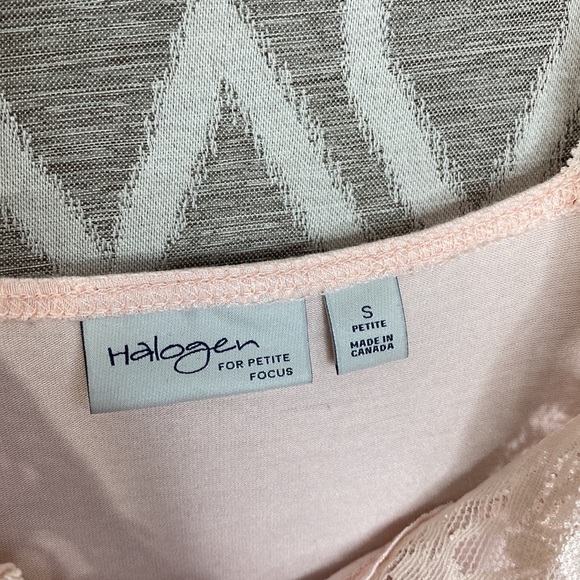 Halogen
FOR PETITE
FOCUS
S
PETITE
MADE IN
CANADA